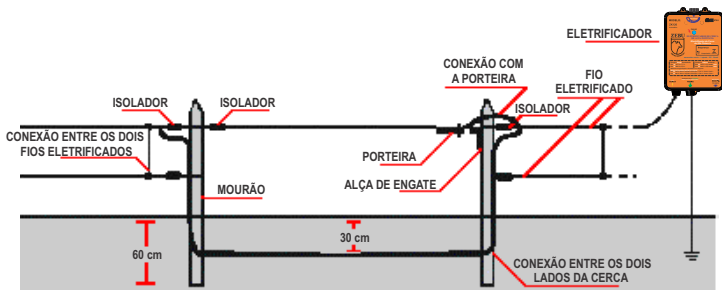 ELETRIFICADOR
CONEXÃO COM
A PORTEIRA
FIO
ELETRIFICADO
ISOLADOR
ISOLADOR
ISOLADOR
CONEXÃO ENTRE OS DOIS
FIOS ELETRIFICADOS
PORTEIRA
MOURÃO
ALÇA DE ENGATE
30 cm
60 cm
CONEXÃO ENTRE OS DOIS
LADOS DA CERCA